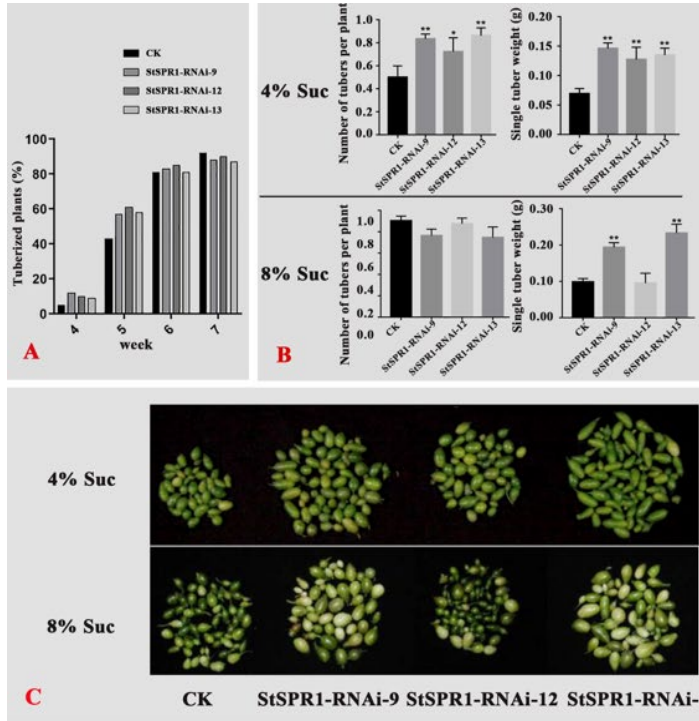 CK
StSPR1-RNAi-9
StSPR1-RNAi-12
StSPR1-RNAi-13
Tuberized plants (%)
100
80
60
40
20
0
4
5
6
7
week
A
4% Suc
Number of tubers per plant
1.0
0.8
0.6
0.4
0.2
0.0
**
*
**
CK
StSPR1-RNAi-9
StSPR1-RNAi-12
StSPR1-RNAi-13
Single tuber weight (g)
0.20
0.15
0.10
0.05
0.00
**
**
**
CK
StSPR1-RNAi-9
StSPR1-RNAi-12
StSPR1-RNAi-13
8% Suc
Number of tubers per plant
1.0
0.8
0.6
0.4
0.2
0.0
CK
StSPR1-RNAi-9
StSPR1-RNAi-12
StSPR1-RNAi-13
Single tuber weight (g)
0.30
0.20
0.10
0.00
**
**
CK
StSPR1-RNAi-9
StSPR1-RNAi-12
StSPR1-RNAi-13
B
4% Suc
8% Suc
C
CK StSPR1-RNAi-9 StSPR1-RNAi-12 StSPR1-RNAi-